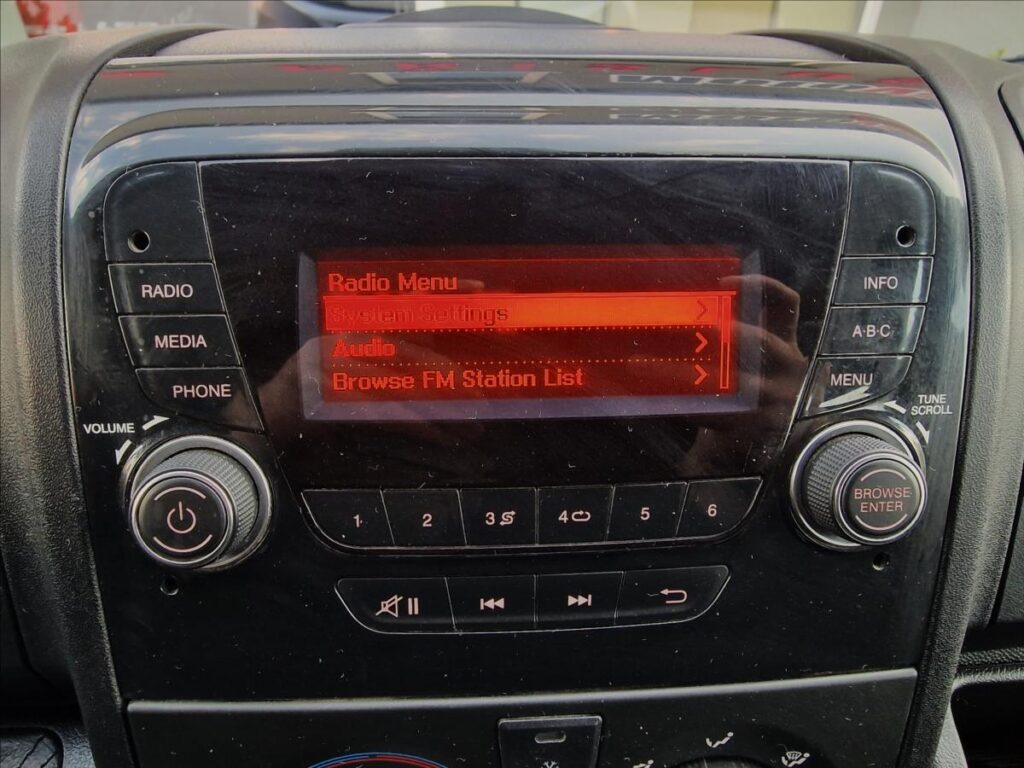 Radio Menu
System Settings
Audio
Browse FM Station List
RADIO
MEDIA
PHONE
VOLUME
INFO
A·B·C
MENU
TUNE
SCROLL
BROWSE
ENTER
1
2
3
4
5
6